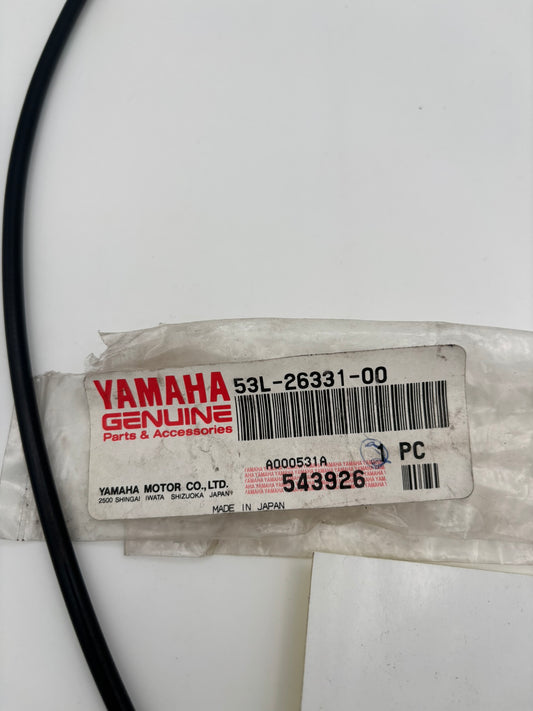 YAMAHA
GENUINE
Parts & Accessories
53L-26331-00
A000531A
1 PC
543926
YAMAHA MOTOR CO., LTD.
2500 SHINGAI IWATA SHIZUOKA JAPAN
MADE IN JAPAN